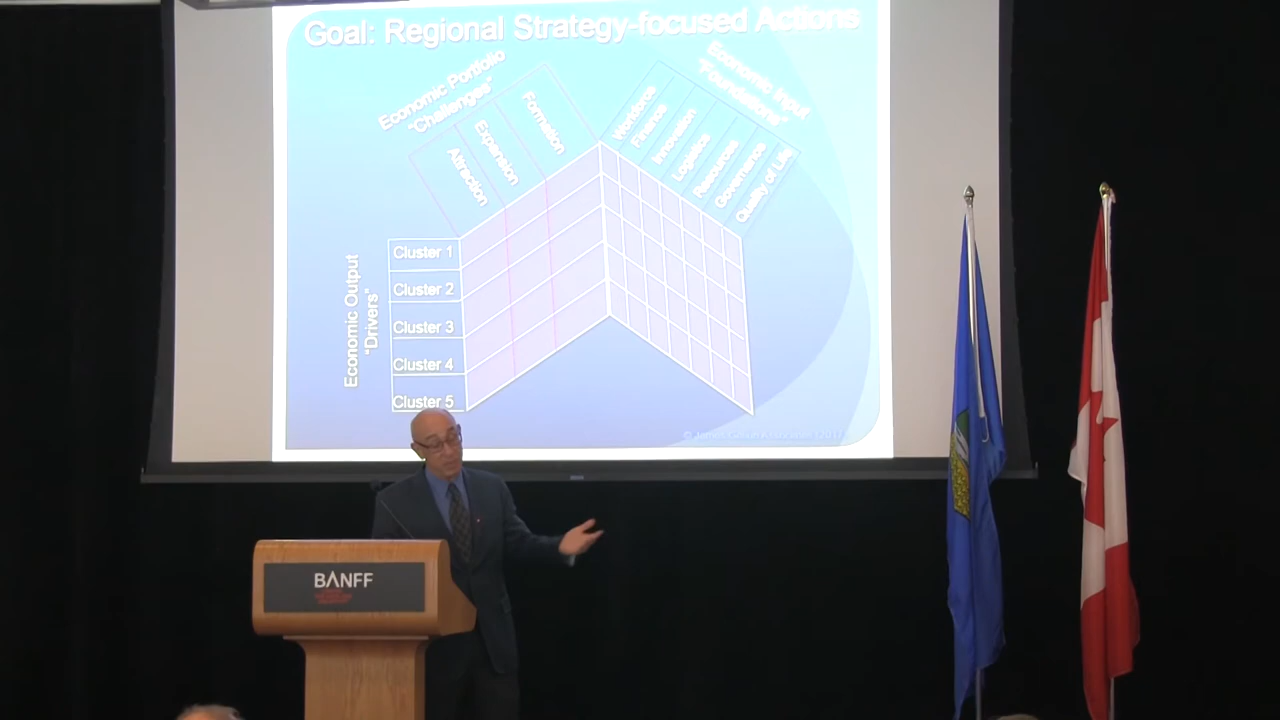 Goal: Regional Strategy-focused Actions
Economic Portfolio
"Challenges"
Attraction
Expansion
Formation
Economic Input
"Foundations"
Workforce
Finance
Innovation
Logistics
Resources
Governance
Quality of Life
Economic Output
"Drivers"
Cluster 1
Cluster 2
Cluster 3
Cluster 4
Cluster 5
BANFF